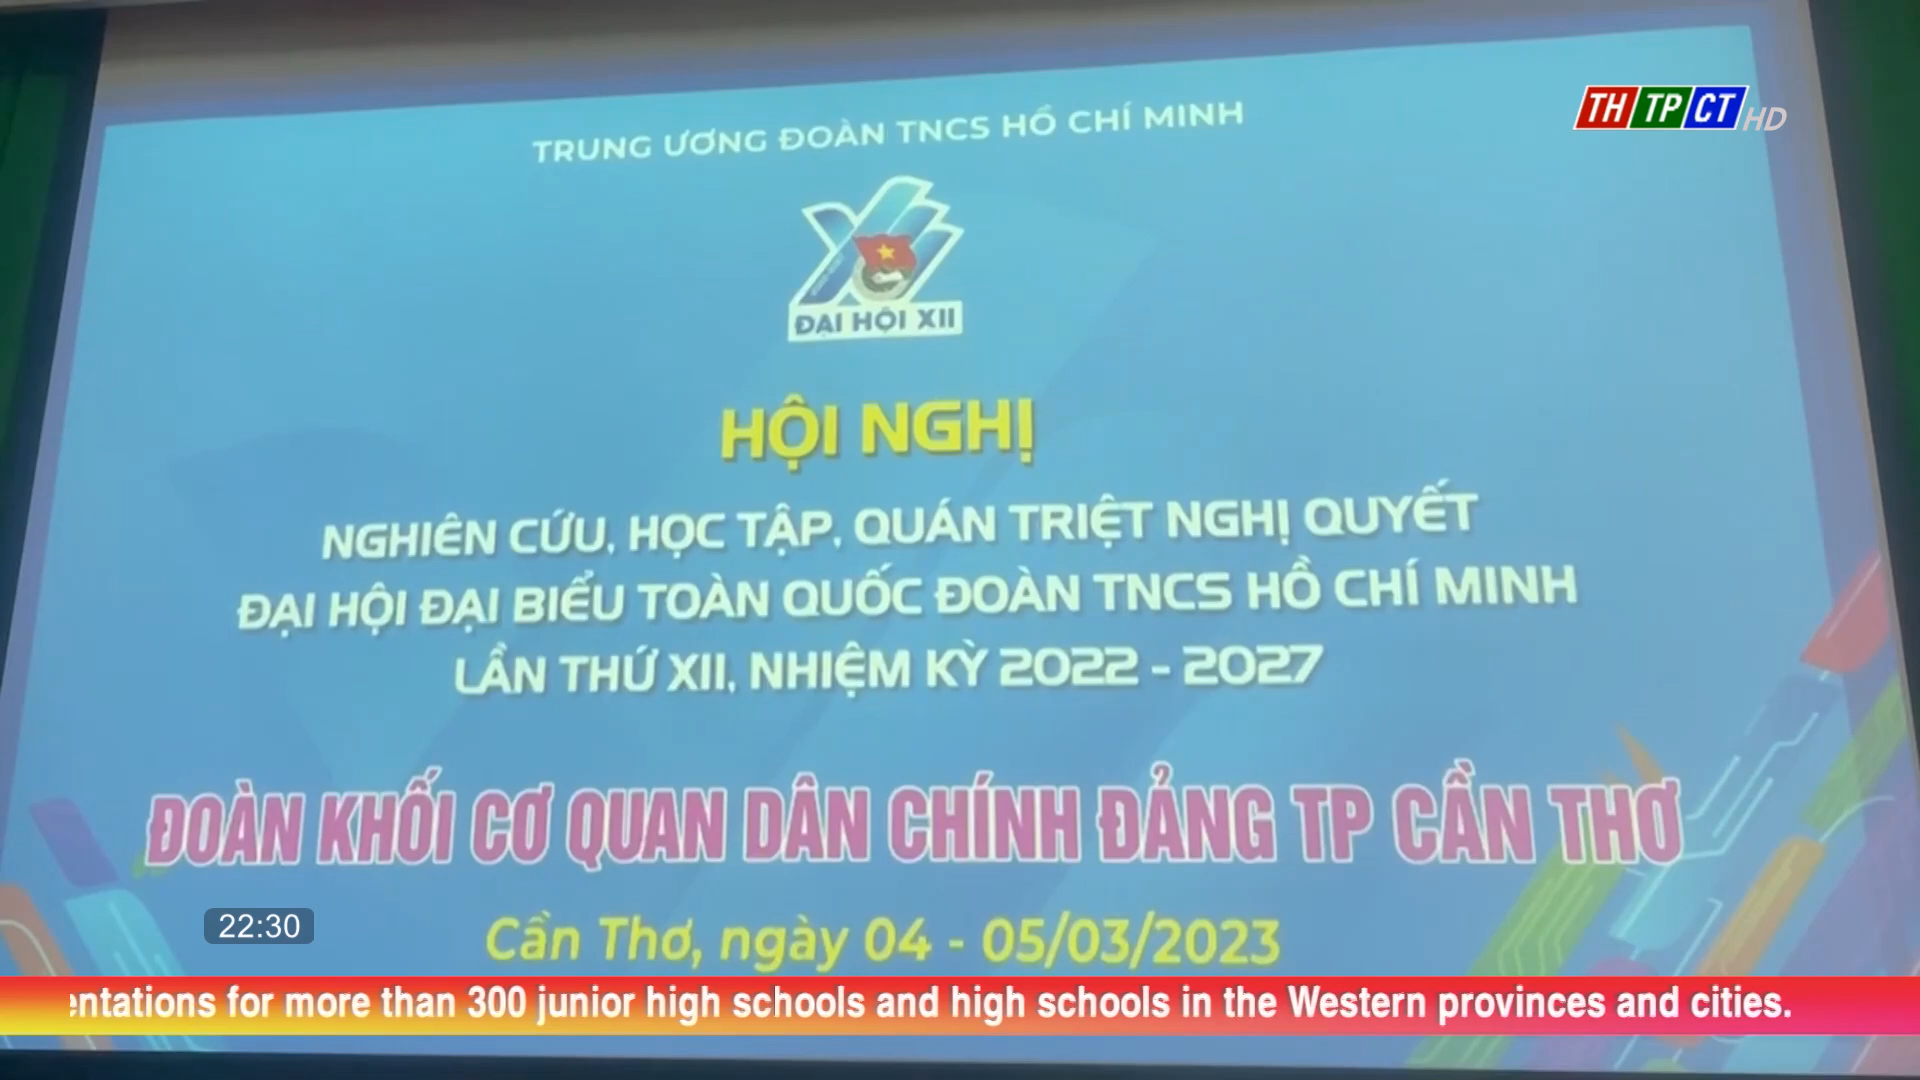 TRUNG ƯƠNG ĐOÀN TNCS HỒ CHÍ MINH
TH TP CT HD
ĐẠI HỘI XII
HỘI NGHỊ
NGHIÊN CỨU, HỌC TẬP, QUÁN TRIỆT NGHỊ QUYẾT
ĐẠI HỘI ĐẠI BIỂU TOÀN QUỐC ĐOÀN TNCS HỒ CHÍ MINH
LẦN THỨ XII, NHIỆM KỲ 2022 - 2027
ĐOÀN KHỐI CƠ QUAN DÂN CHÍNH ĐẢNG TP CẦN THƠ
22:30
Cần Thơ, ngày 04 - 05/03/2023
entations for more than 300 junior high schools and high schools in the Western provinces and cities.